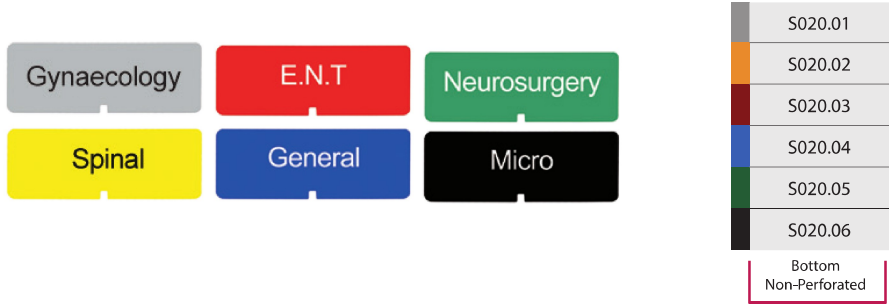 Gynaecology
E.N.T
Neurosurgery
Spinal
General
Micro
S020.01
S020.02
S020.03
S020.04
S020.05
S020.06
Bottom
Non-Perforated